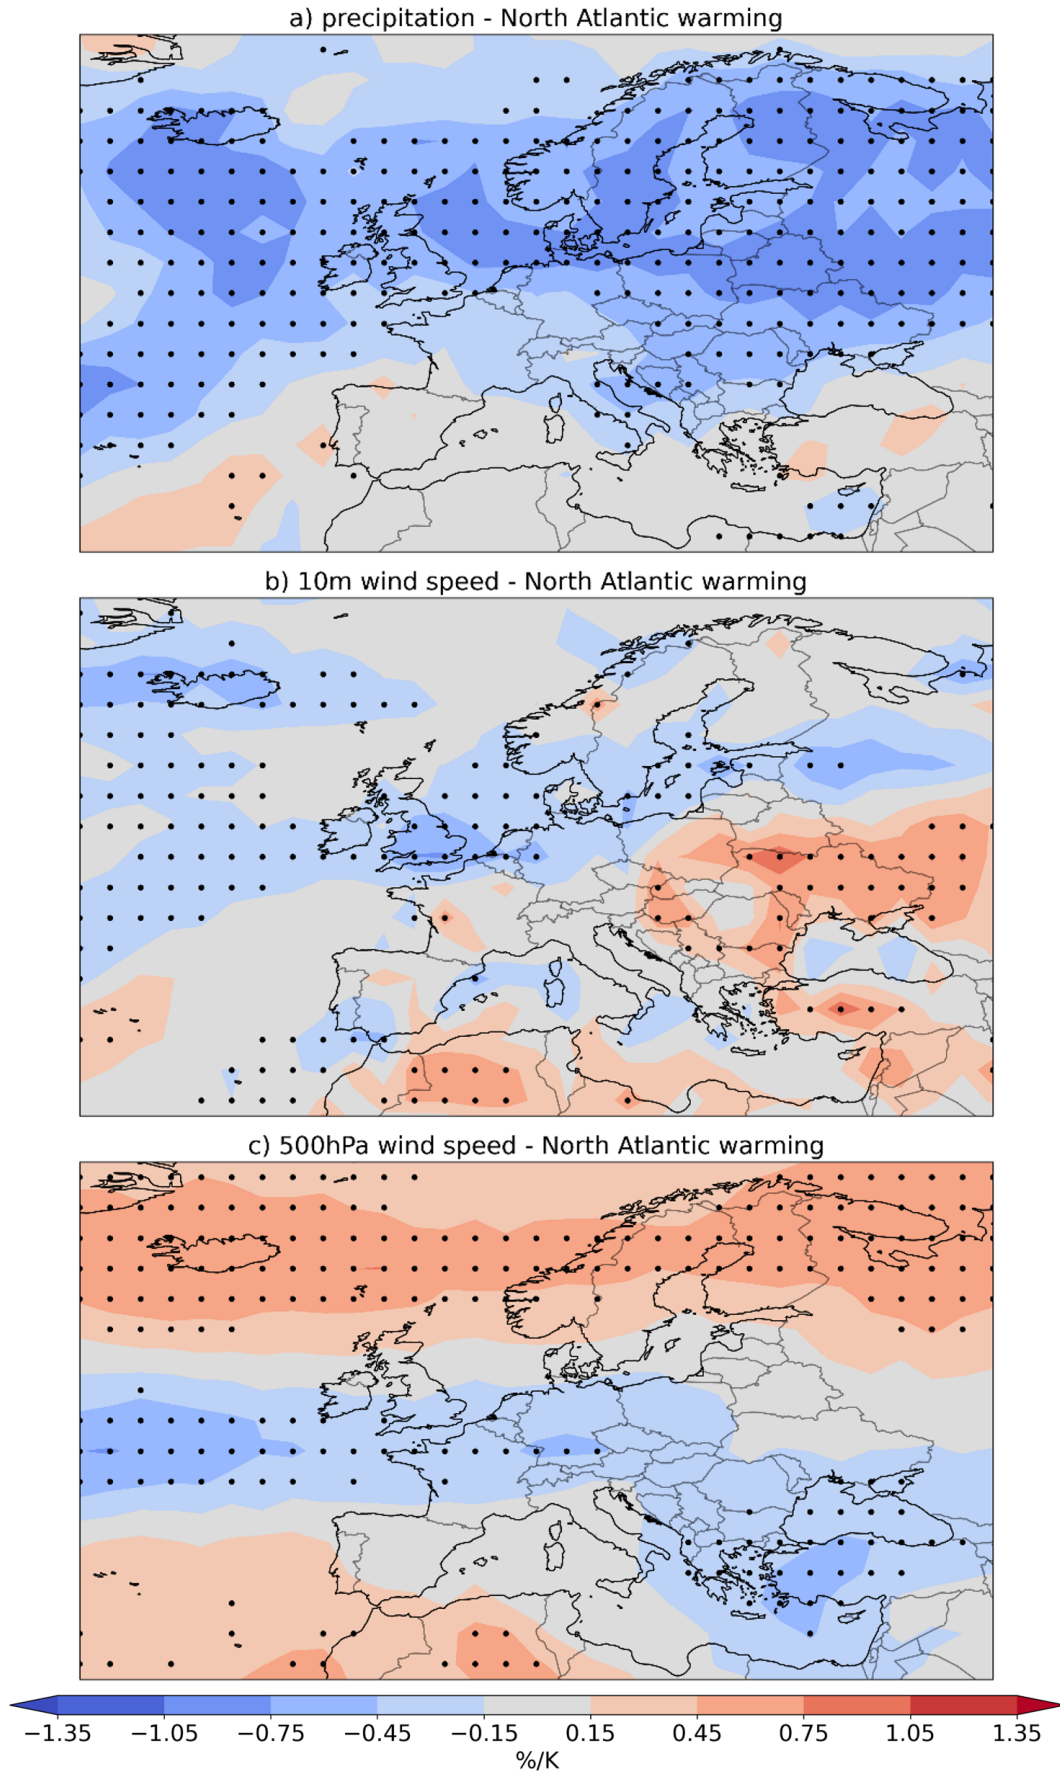 a) precipitation - North Atlantic warming
b) 10m wind speed - North Atlantic warming
c) 500hPa wind speed - North Atlantic warming
−1.35 −1.05 −0.75 −0.45 −0.15 0.15 0.45 0.75 1.05 1.35
%/K